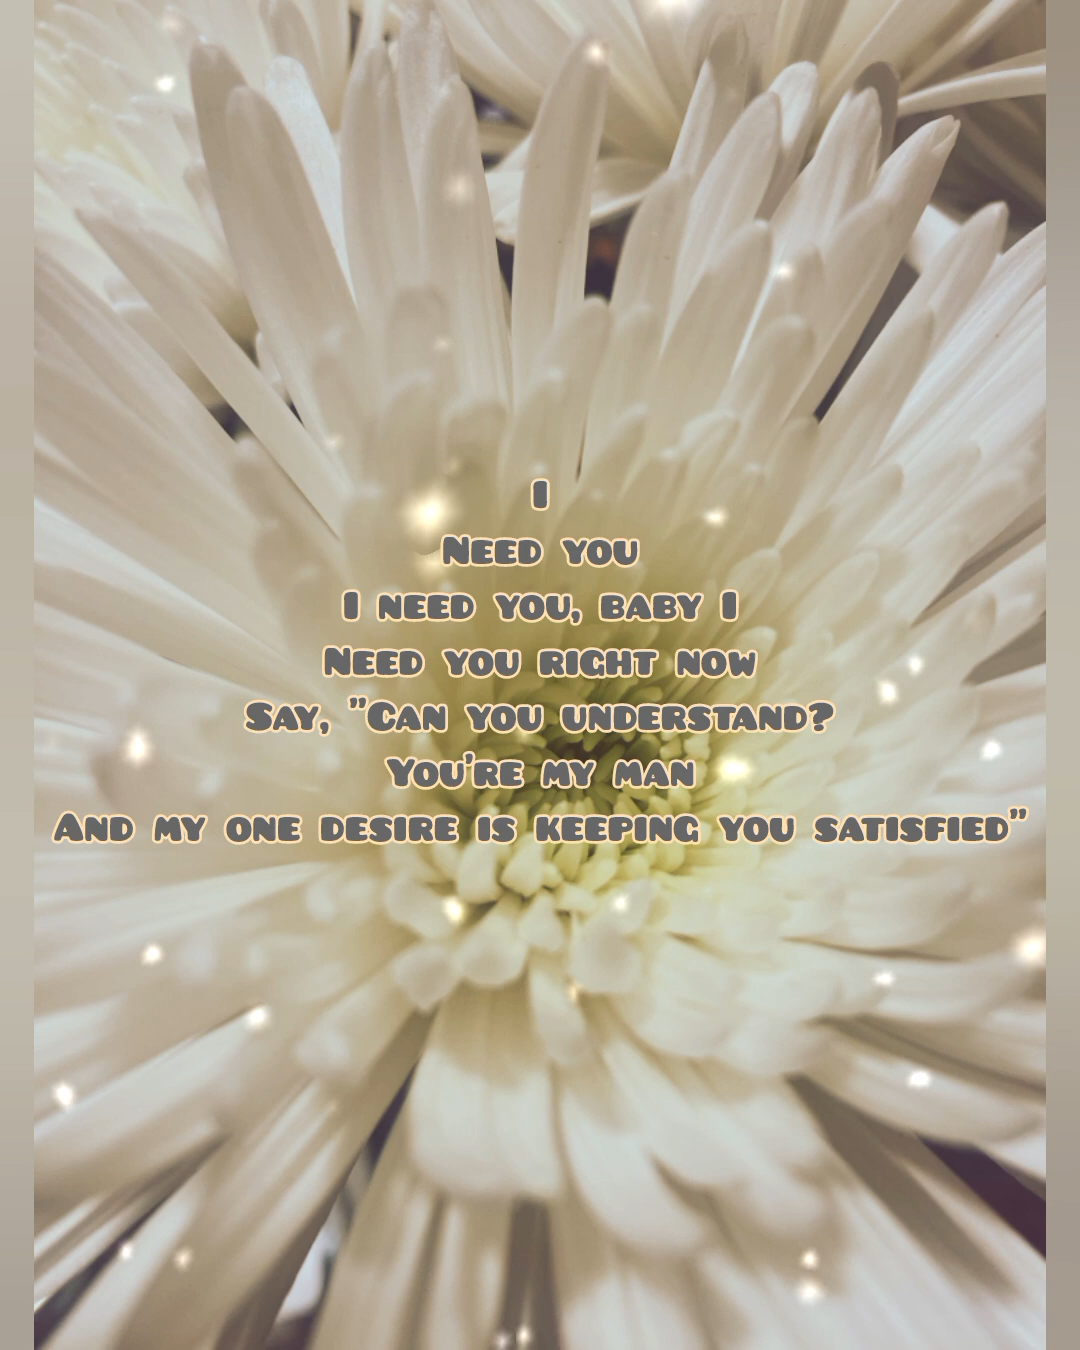 I
Need you
I need you, baby I
Need you right now
Say, "Can you understand?
You're my man
And my one desire is keeping you satisfied"